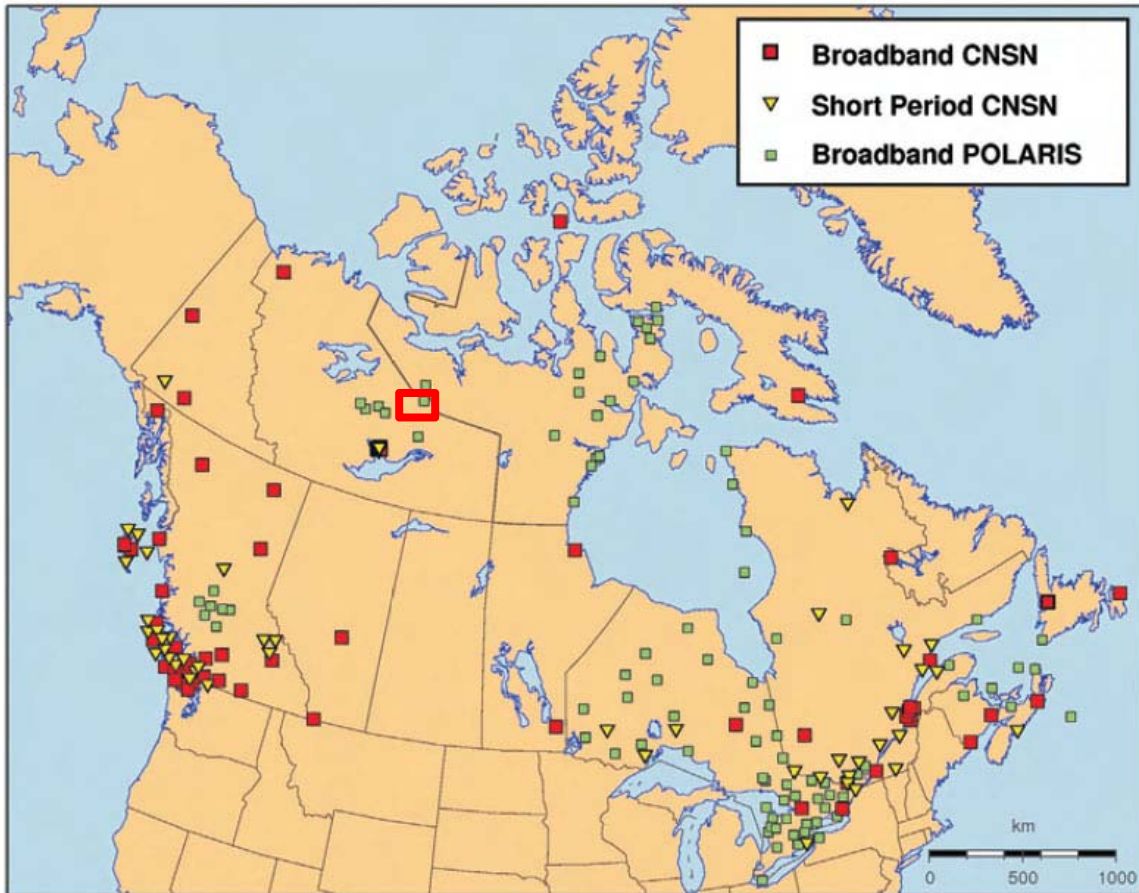 Broadband CNSN
Short Period CNSN
Broadband POLARIS
km
0 500 1000